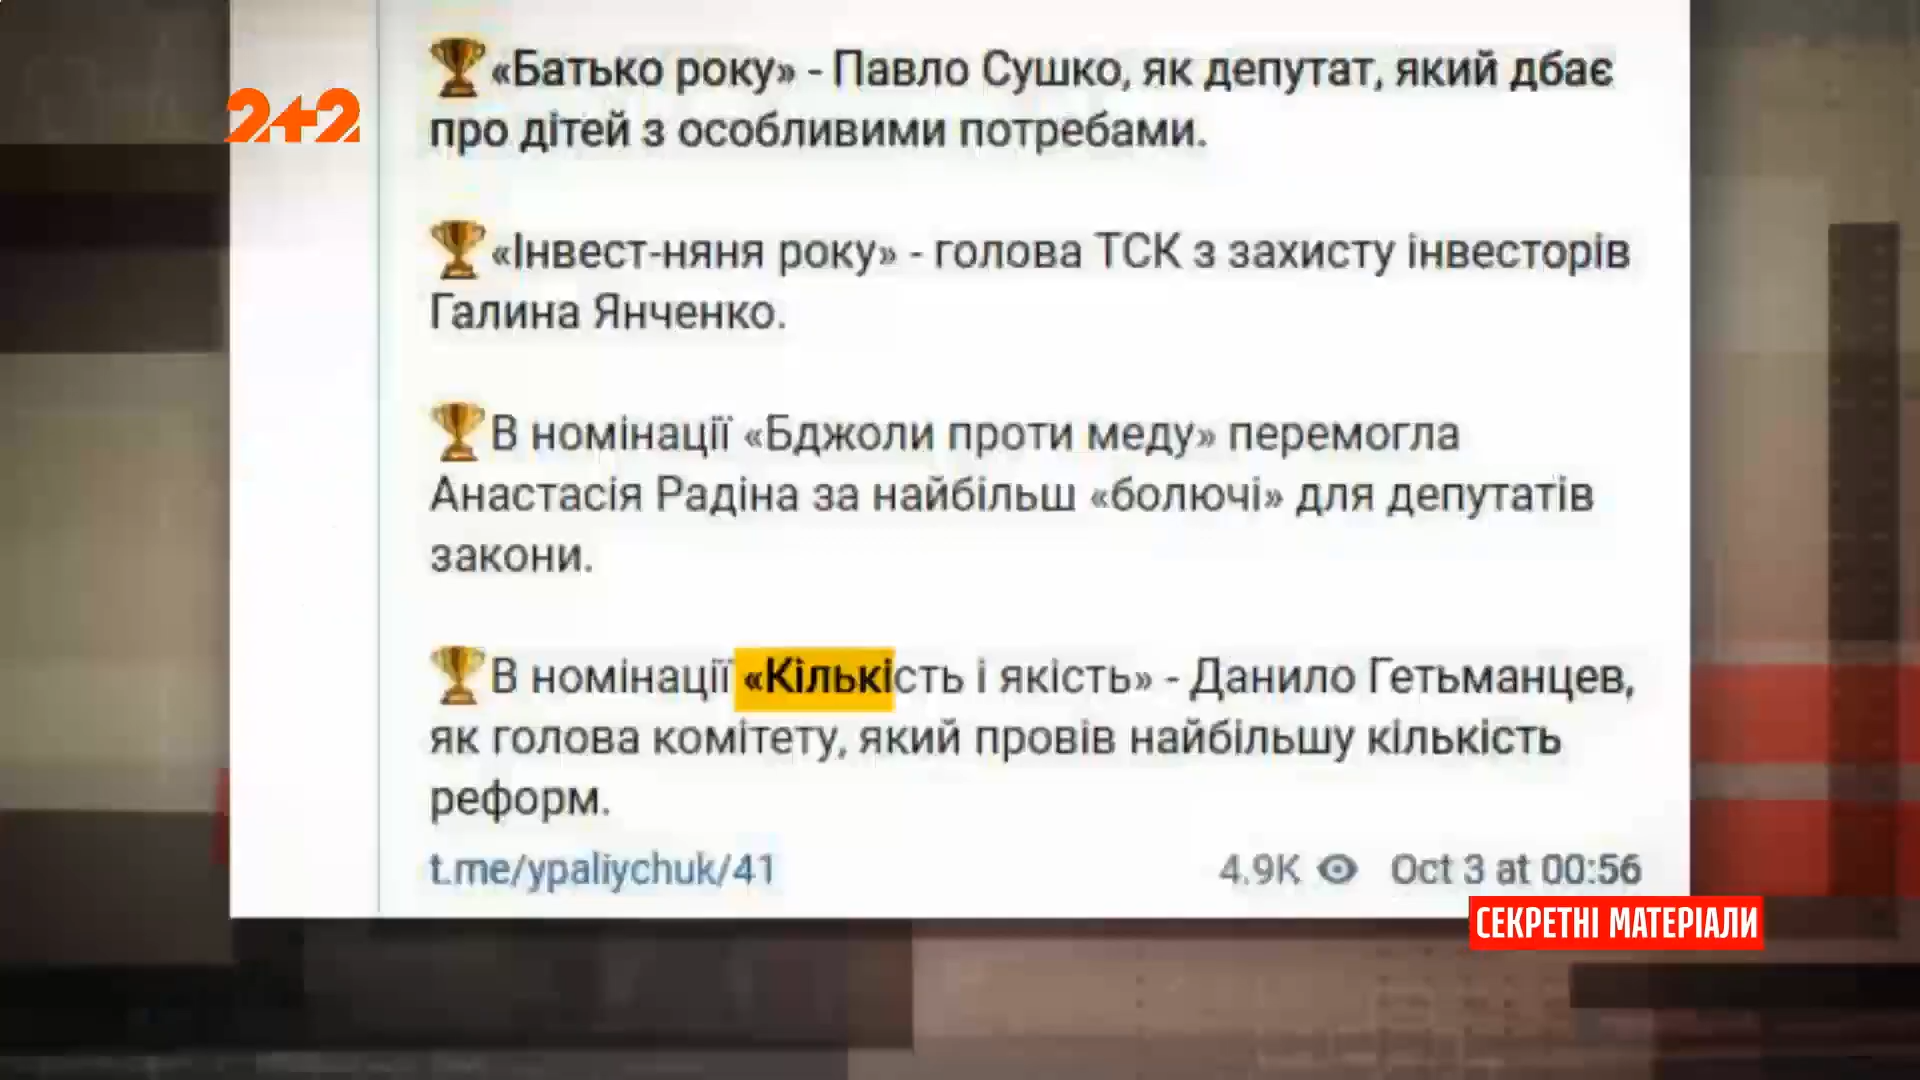 2+2
🏆«Батько року» - Павло Сушко, як депутат, який дбає
про дітей з особливими потребами.
🏆«Інвест-няня року» - голова ТСК з захисту інвесторів
Галина Янченко.
🏆В номінації «Бджоли проти меду» перемогла
Анастасія Радіна за найбільш «болючі» для депутатів
закони.
🏆В номінації «Кількість і якість» - Данило Гетьманцев,
як голова комітету, який провів найбільшу кількість
реформ.
t.me/ypaliychuk/41 4.9K Oct 3 at 00:56
СЕКРЕТНІ МАТЕРІАЛИ